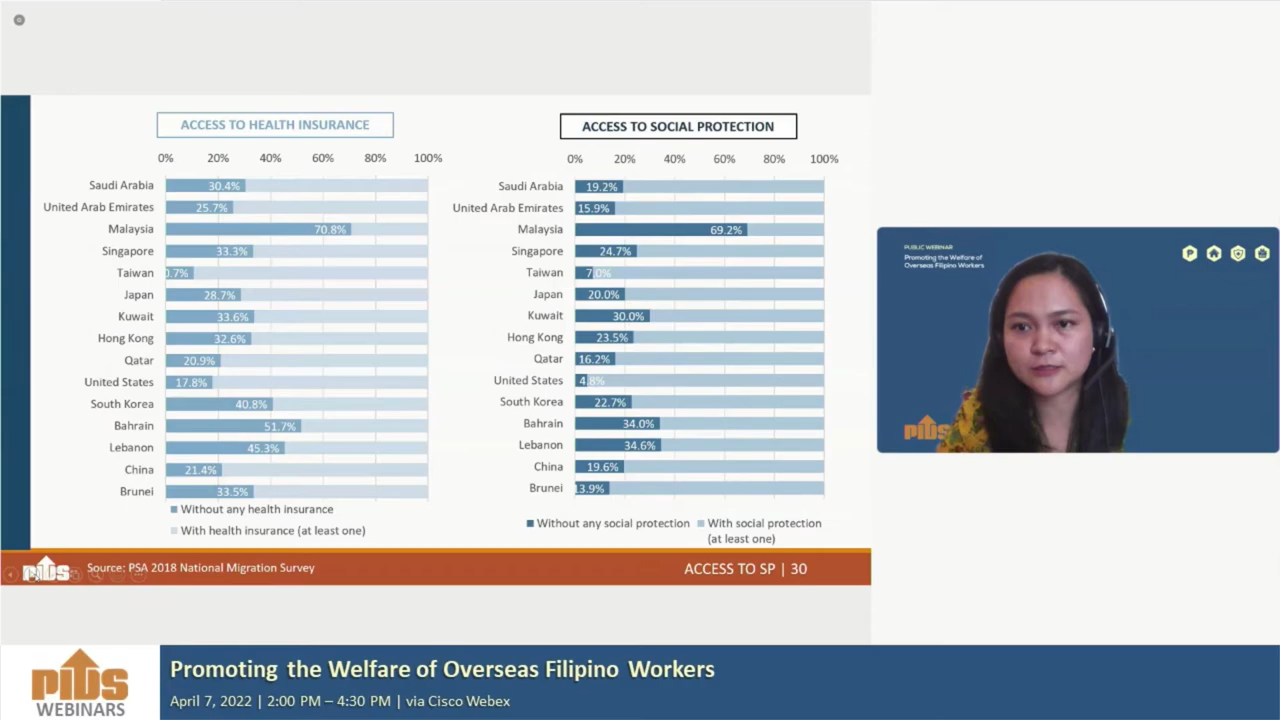 ACCESS TO HEALTH INSURANCE
0% 20% 40% 60% 80% 100%
Saudi Arabia 30.4%
United Arab Emirates 25.7%
Malaysia 70.8%
Singapore 33.3%
Taiwan 0.7%
Japan 28.7%
Kuwait 33.6%
Hong Kong 32.6%
Qatar 20.9%
United States 17.8%
South Korea 40.8%
Bahrain 51.7%
Lebanon 45.3%
China 21.4%
Brunei 33.5%
Without any health insurance
With health insurance (at least one)
ACCESS TO SOCIAL PROTECTION
0% 20% 40% 60% 80% 100%
Saudi Arabia 19.2%
United Arab Emirates 15.9%
Malaysia 69.2%
Singapore 24.7%
Taiwan 7.0%
Japan 20.0%
Kuwait 30.0%
Hong Kong 23.5%
Qatar 16.2%
United States 4.8%
South Korea 22.7%
Bahrain 34.0%
Lebanon 34.6%
China 19.6%
Brunei 13.9%
Without any social protection With social protection
(at least one)
PUBLIC WEBINAR
Promoting the Welfare of
Overseas Filipino Workers
P
PIDS
PIDS Source: PSA 2018 National Migration Survey ACCESS TO SP | 30
PIDS
WEBINARS
Promoting the Welfare of Overseas Filipino Workers
April 7, 2022 | 2:00 PM – 4:30 PM | via Cisco Webex